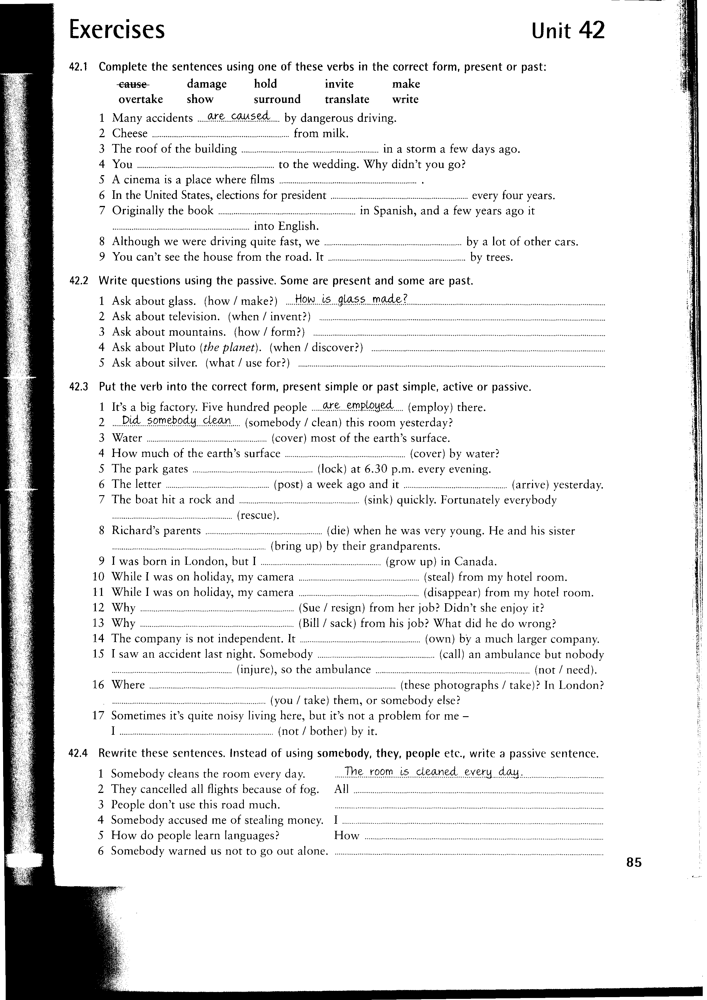 Exercises Unit 42
42.1 Complete the sentences using one of these verbs in the correct form, present or past:
cause damage hold invite make
overtake show surround translate write
1 Many accidents are caused by dangerous driving.
2 Cheese ........ from milk.
3 The roof of the building ........ in a storm a few days ago.
4 You ........ to the wedding. Why didn't you go?
5 A cinema is a place where films ........ .
6 In the United States, elections for president ........ every four years.
7 Originally the book ........ in Spanish, and a few years ago it
........ into English.
8 Although we were driving quite fast, we ........ by a lot of other cars.
9 You can't see the house from the road. It ........ by trees.
42.2 Write questions using the passive. Some are present and some are past.
1 Ask about glass. (how / make?) How is glass made?
2 Ask about television. (when / invent?) ........
3 Ask about mountains. (how / form?) ........
4 Ask about Pluto (the planet). (when / discover?) ........
5 Ask about silver. (what / use for?) ........
42.3 Put the verb into the correct form, present simple or past simple, active or passive.
1 It's a big factory. Five hundred people are employed (employ) there.
2 Did somebody clean (somebody / clean) this room yesterday?
3 Water ........ (cover) most of the earth's surface.
4 How much of the earth's surface ........ (cover) by water?
5 The park gates ........ (lock) at 6.30 p.m. every evening.
6 The letter ........ (post) a week ago and it ........ (arrive) yesterday.
7 The boat hit a rock and ........ (sink) quickly. Fortunately everybody
........ (rescue).
8 Richard's parents ........ (die) when he was very young. He and his sister
........ (bring up) by their grandparents.
9 I was born in London, but I ........ (grow up) in Canada.
10 While I was on holiday, my camera ........ (steal) from my hotel room.
11 While I was on holiday, my camera ........ (disappear) from my hotel room.
12 Why ........ (Sue / resign) from her job? Didn't she enjoy it?
13 Why ........ (Bill / sack) from his job? What did he do wrong?
14 The company is not independent. It ........ (own) by a much larger company.
15 I saw an accident last night. Somebody ........ (call) an ambulance but nobody
........ (injure), so the ambulance ........ (not / need).
16 Where ........ (these photographs / take)? In London?
........ (you / take) them, or somebody else?
17 Sometimes it's quite noisy living here, but it's not a problem for me –
I ........ (not / bother) by it.
42.4 Rewrite these sentences. Instead of using somebody, they, people etc., write a passive sentence.
1 Somebody cleans the room every day. The room is cleaned every day.
2 They cancelled all flights because of fog. All ........
3 People don't use this road much. ........
4 Somebody accused me of stealing money. I ........
5 How do people learn languages? How ........
6 Somebody warned us not to go out alone. ........
85